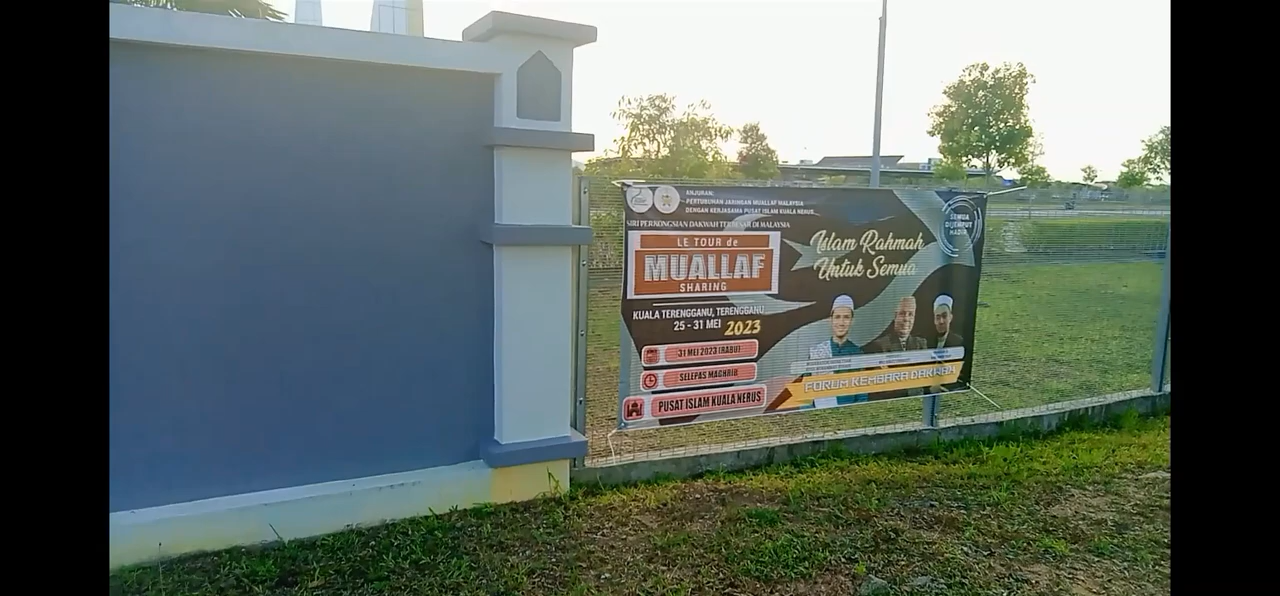 ANJURAN:
PERTUBUHAN JARINGAN MUALLAF MALAYSIA
DENGAN KERJASAMA PUSAT ISLAM KUALA NERUS
SIRI PERKONGSIAN DAKWAH TERBESAR DI MALAYSIA
LE TOUR de
MUALLAF
SHARING
KUALA TERENGGANU, TERENGGANU
25 - 31 MEI 2023
31 MEI 2023 (RABU)
SELEPAS MAGHRIB
PUSAT ISLAM KUALA NERUS
Islam Rahmah
Untuk Semua
SEMUA
DIJEMPUT
HADIR
FORUM KEMBARA DAKWAH